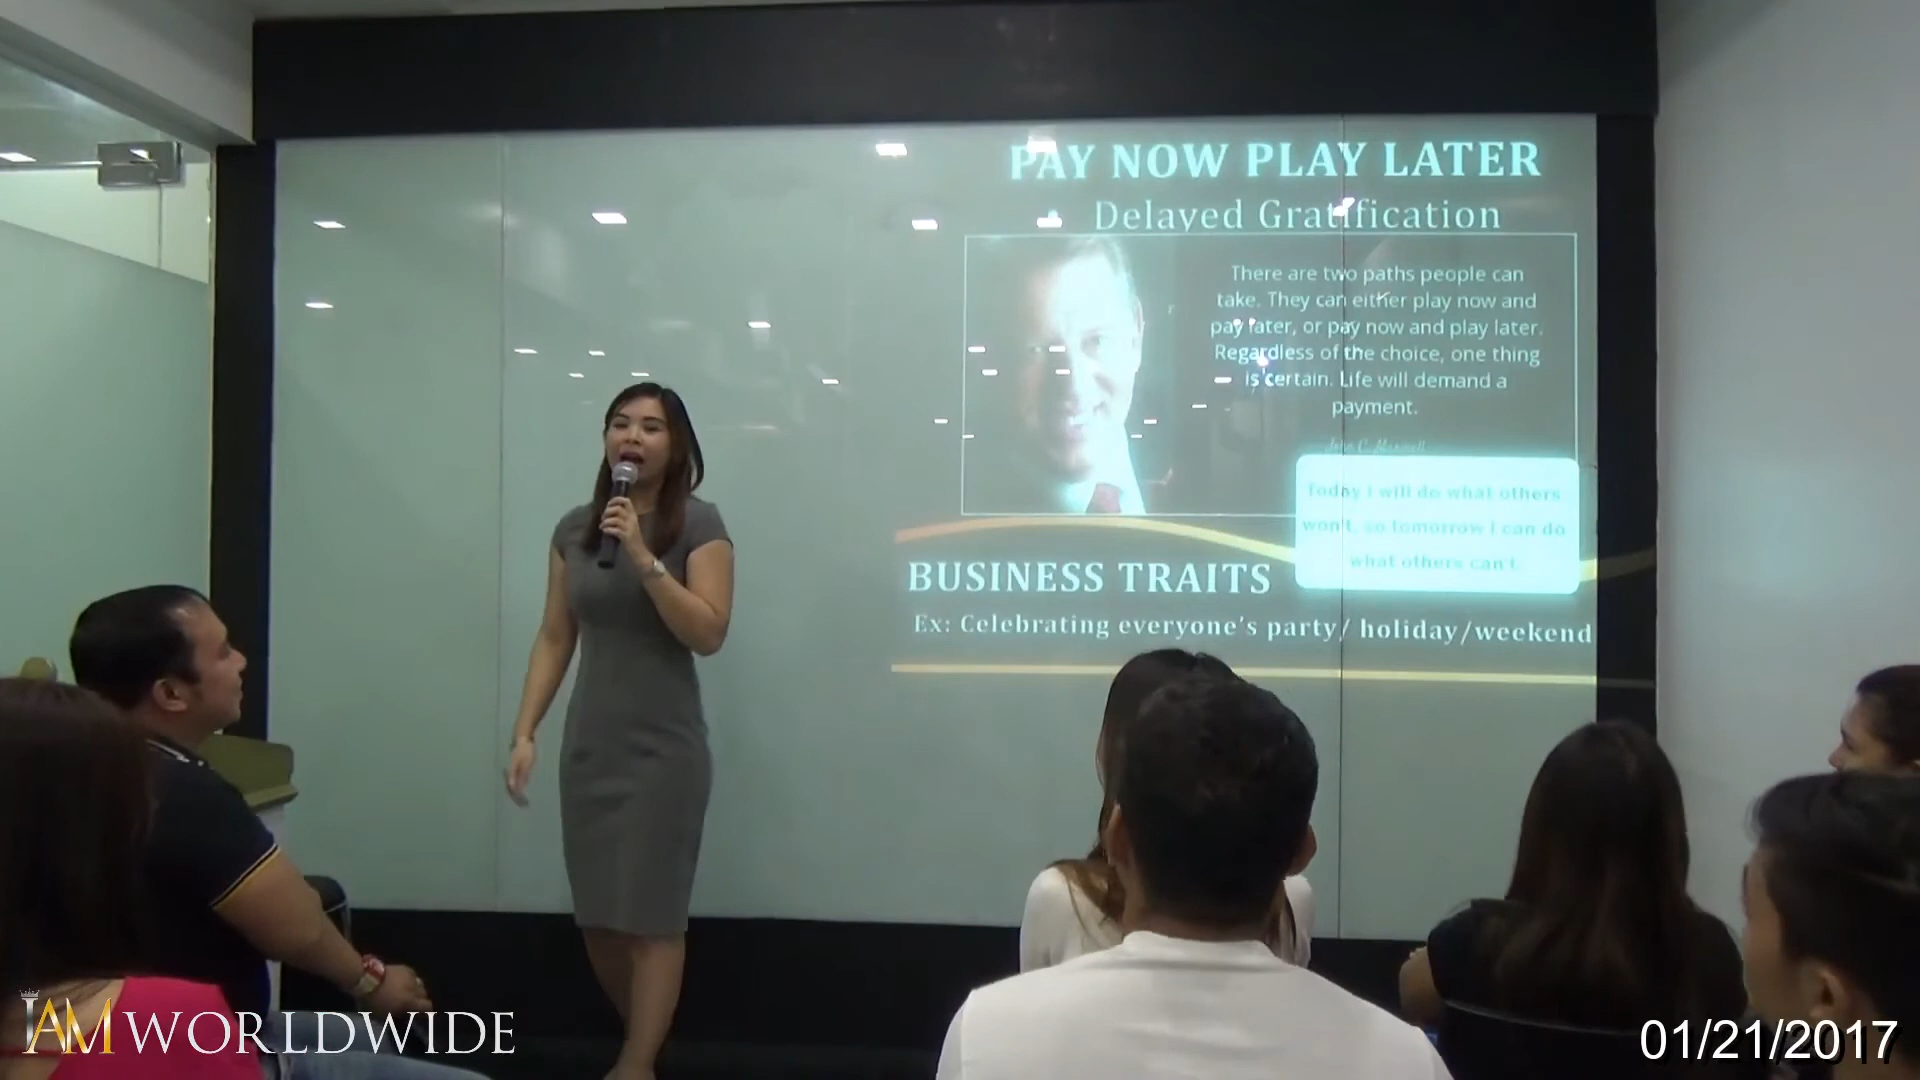 PAY NOW PLAY LATER
Delayed Gratification
There are two paths people can
take. They can either play now and
pay later, or pay now and play later.
Regardless of the choice, one thing
is certain. Life will demand a
payment.
John C. Maxwell
Today I will do what others
won't, so tomorrow I can do
what others can't.
BUSINESS TRAITS
Ex: Celebrating everyone's party/ holiday/weekend
IAM WORLDWIDE
01/21/2017